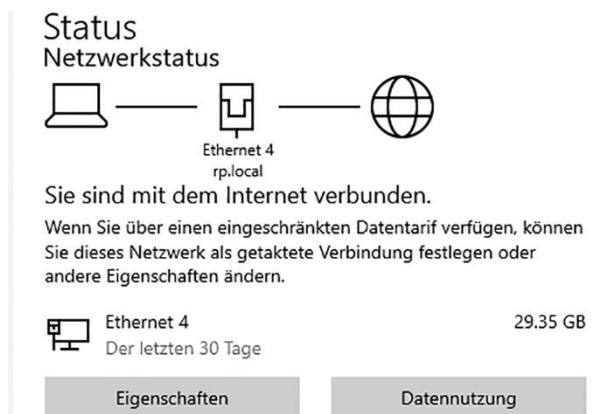 Status
Netzwerkstatus
Ethernet 4
rp.local
Sie sind mit dem Internet verbunden.
Wenn Sie über einen eingeschränkten Datentarif verfügen, können
Sie dieses Netzwerk als getaktete Verbindung festlegen oder
andere Eigenschaften ändern.
Ethernet 4 29.35 GB
Der letzten 30 Tage
Eigenschaften Datennutzung